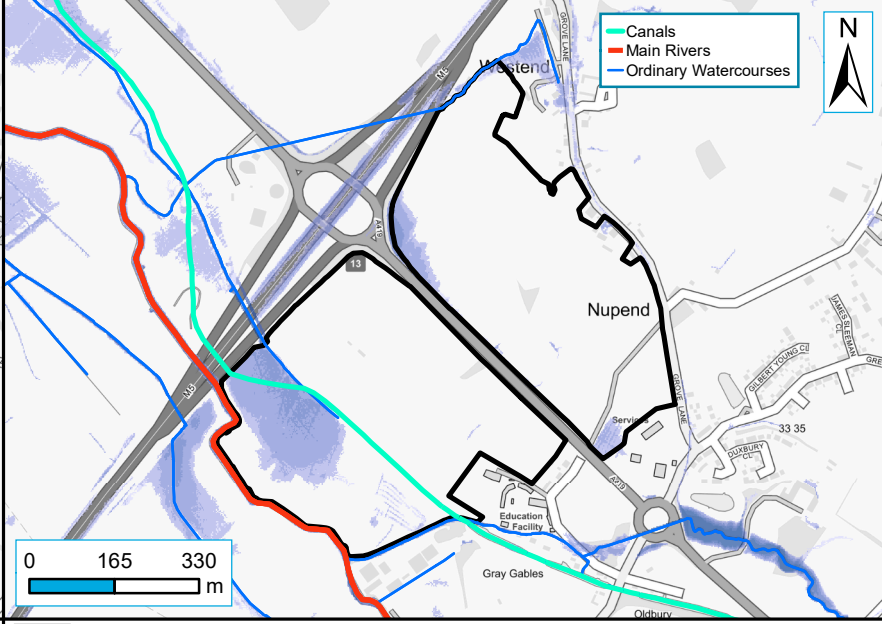 GROVE LANE
Canals
Main Rivers
Ordinary Watercourses
N
M5
Westend
A419
13
Nupend
JAMES SLEEMAN
CL
GILBERT YOUNG CL
GRE
GROVE LANE
M5
Services
33 35
DUXBURY
CL
A419
Education
Facility
0 165 330
m
Gray Gables
Oldbury